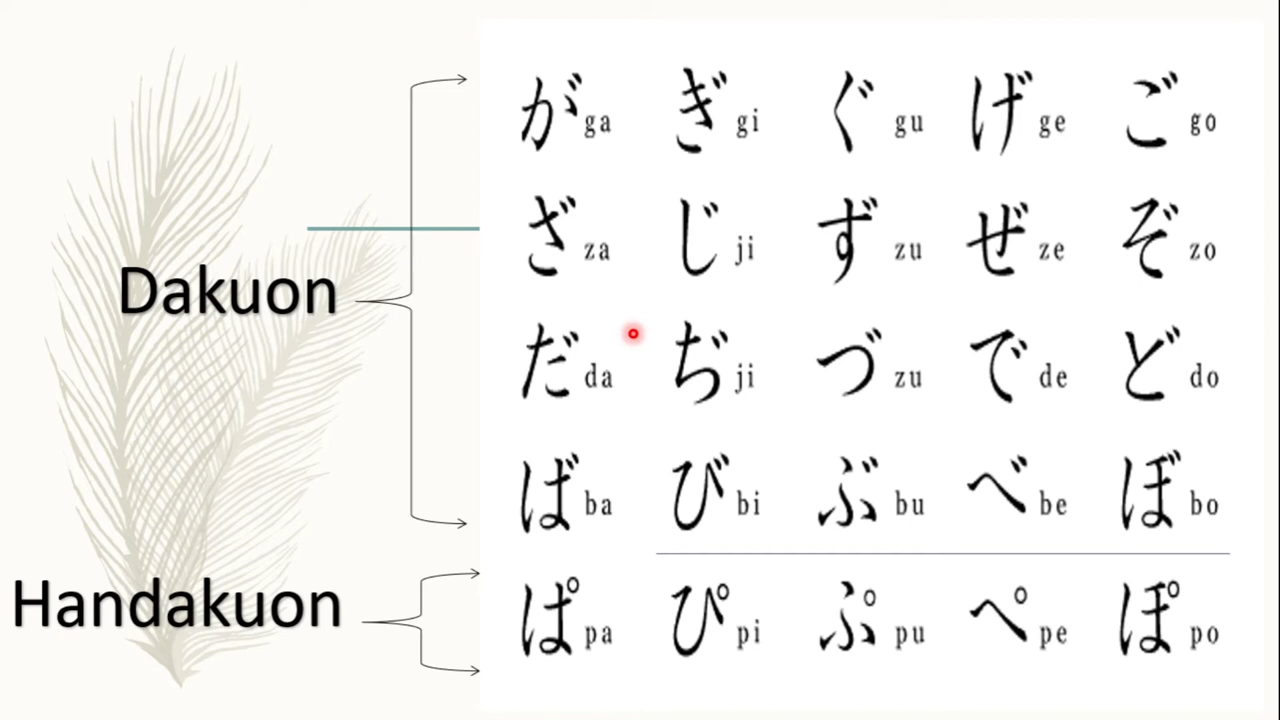 が ga ぎ gi ぐ gu げ ge ご go
ざ za じ ji ず zu ぜ ze ぞ zo
Dakuon
だ da ぢ ji づ zu で de ど do
ば ba び bi ぶ bu べ be ぼ bo
Handakuon
ぱ pa ぴ pi ぷ pu ぺ pe ぽ po